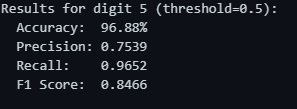 Results for digit 5 (threshold=0.5):
Accuracy: 96.88%
Precision: 0.7539
Recall: 0.9652
F1 Score: 0.8466